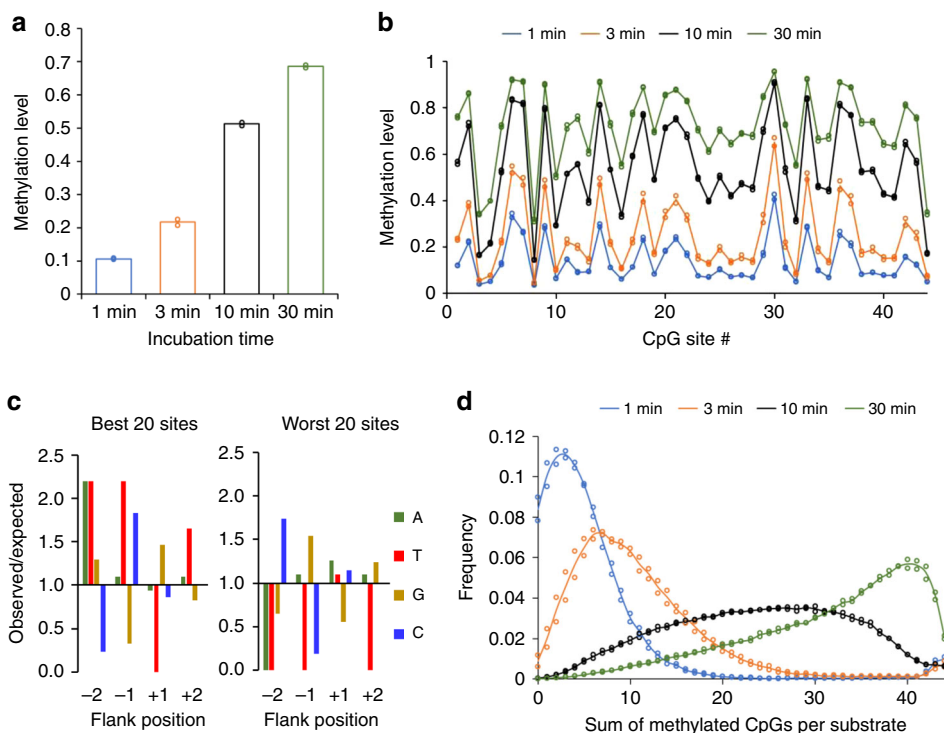 a
0.8
0.7
0.6
0.5
0.4
0.3
0.2
0.1
0
Methylation level
1 min 3 min 10 min 30 min
Incubation time
b
1 min 3 min 10 min 30 min
1
0.8
0.6
0.4
0.2
0
Methylation level
0 10 20 30 40
CpG site #
c
Best 20 sites Worst 20 sites
2.5
2.0
1.5
1.0
0.5
0.0
Observed/expected
−2 −1 +1 +2
Flank position
2.5
2.0
1.5
1.0
0.5
0.0
−2 −1 +1 +2
Flank position
A
T
G
C
d
1 min 3 min 10 min 30 min
0.12
0.1
0.08
0.06
0.04
0.02
0
Frequency
0 10 20 30 40
Sum of methylated CpGs per substrate